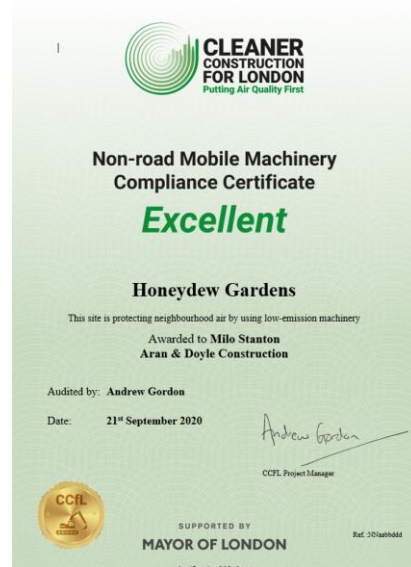 CLEANER
CONSTRUCTION
FOR LONDON
Putting Air Quality First
Non-road Mobile Machinery
Compliance Certificate
Excellent
Honeydew Gardens
This site is protecting neighbourhood air by using low-emission machinery
Awarded to Milo Stanton
Aran & Doyle Construction
Audited by: Andrew Gordon
Date: 21st September 2020
Andrew Gordon
CCFL Project Manager
CCfL
SUPPORTED BY
MAYOR OF LONDON
Ref: